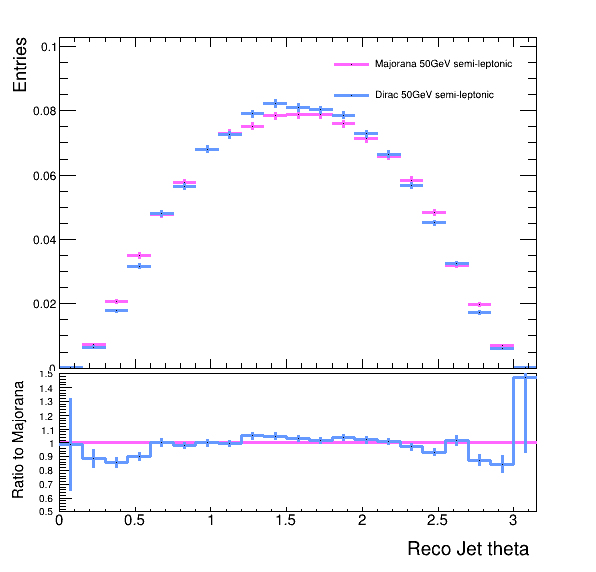 Entries
0.1
0.08
0.06
0.04
0.02
0
Majorana 50GeV semi-leptonic
Dirac 50GeV semi-leptonic
Ratio to Majorana
1.5
1.4
1.3
1.2
1.1
1
0.9
0.8
0.7
0.6
0.5
0 0.5 1 1.5 2 2.5 3
Reco Jet theta